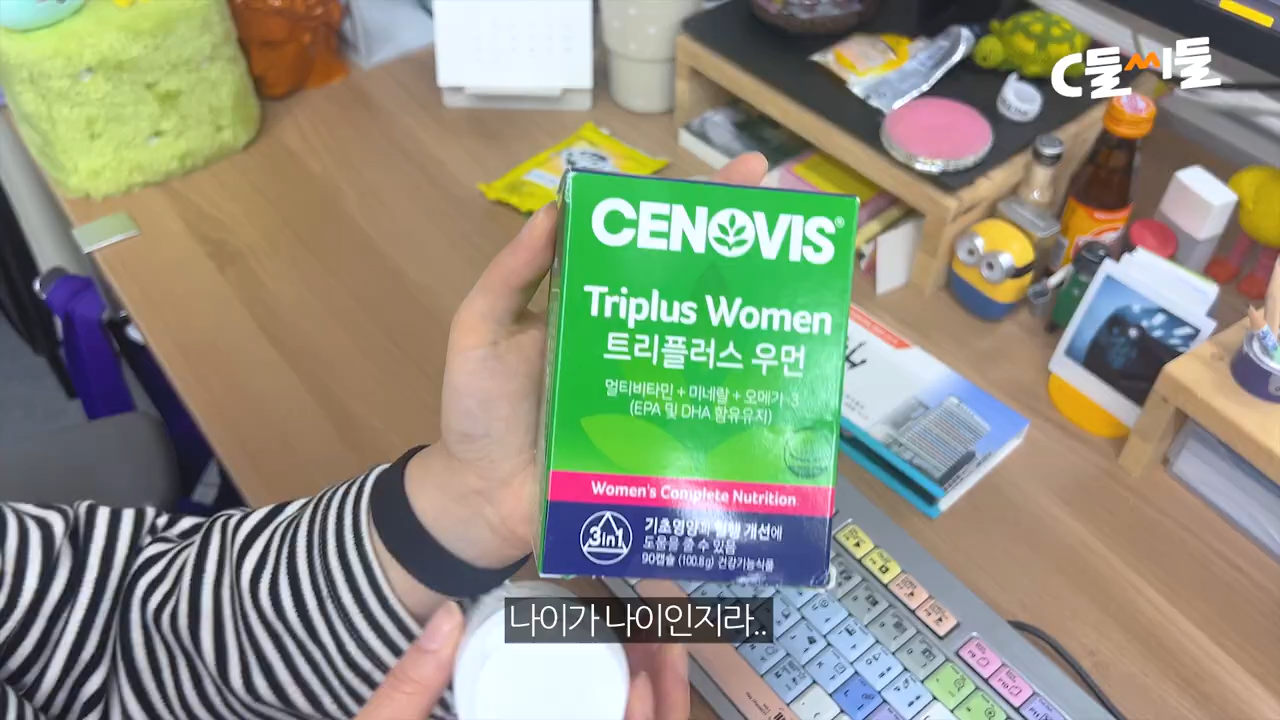 C둘씨둘
CENOVIS®
Triplus Women
트리플러스 우먼
멀티비타민 + 미네랄 + 오메가-3
(EPA 및 DHA 함유유지)
Women's Complete Nutrition
3in1
기초영양과 혈행 개선에
도움을 줄 수 있음
90캡슐 (100.8g) 건강기능식품
나이가 나이인지라..